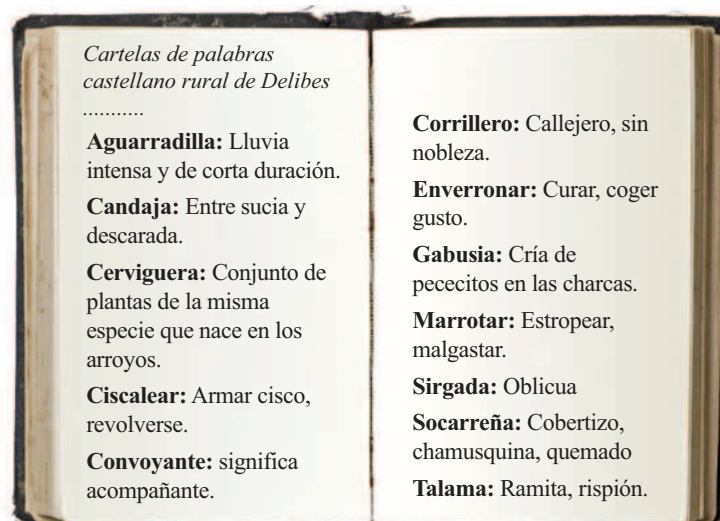 Cartelas de palabras
castellano rural de Delibes
...........
Aguarradilla: Lluvia
intensa y de corta duración.
Candaja: Entre sucia y
descarada.
Cerviguera: Conjunto de
plantas de la misma
especie que nace en los
arroyos.
Ciscalear: Armar cisco,
revolverse.
Convoyante: significa
acompañante.
Corrillero: Callejero, sin
nobleza.
Enverronar: Curar, coger
gusto.
Gabusia: Cría de
pececitos en las charcas.
Marrotar: Estropear,
malgastar.
Sirgada: Oblicua
Socarreña: Cobertizo,
chamusquina, quemado
Talama: Ramita, rispión.